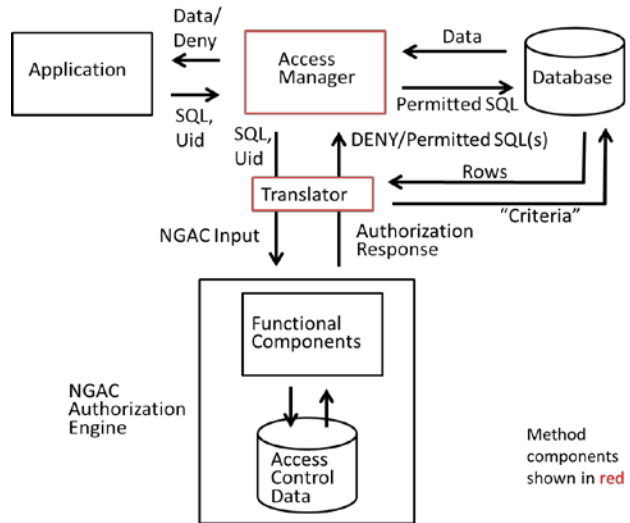 Data/
Deny
Application
SQL,
Uid
Access
Manager
Data
Permitted SQL
Database
SQL,
Uid
DENY/Permitted SQL(s)
Rows
Translator
"Criteria"
NGAC Input
Authorization
Response
Functional
Components
NGAC
Authorization
Engine
Access
Control
Data
Method
components
shown in red